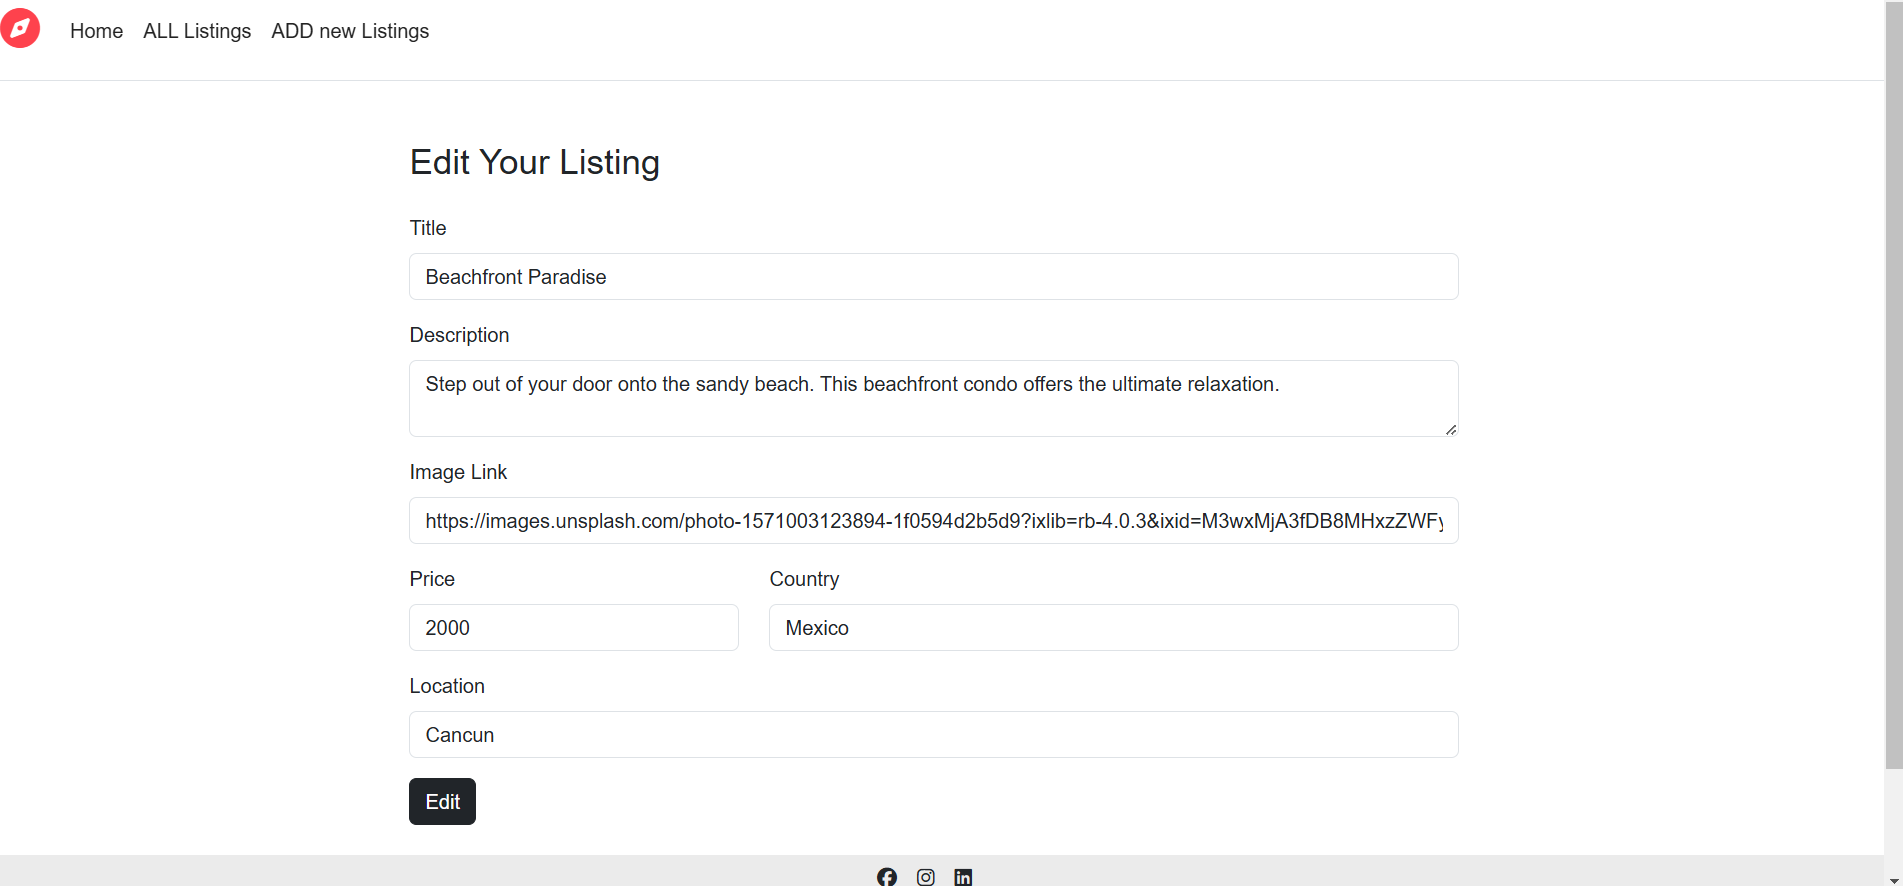 Home ALL Listings ADD new Listings
Edit Your Listing
Title
Beachfront Paradise
Description
Step out of your door onto the sandy beach. This beachfront condo offers the ultimate relaxation.
Image Link
https://images.unsplash.com/photo-1571003123894-1f0594d2b5d9?ixlib=rb-4.0.3&ixid=M3wxMjA3fDB8MHxzZWFy
Price Country
2000 Mexico
Location
Cancun
Edit